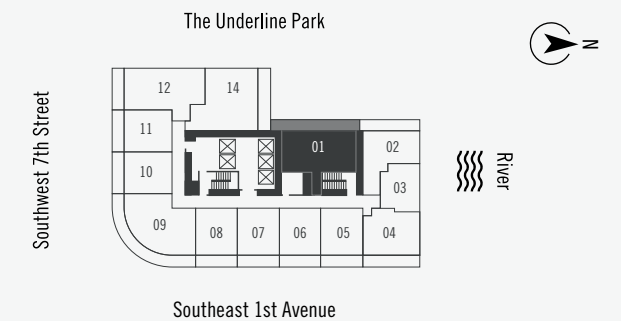 The Underline Park
N
Southwest 7th Street
12
14
11
01
02
10
03
09
08
07
06
05
04
River
Southeast 1st Avenue